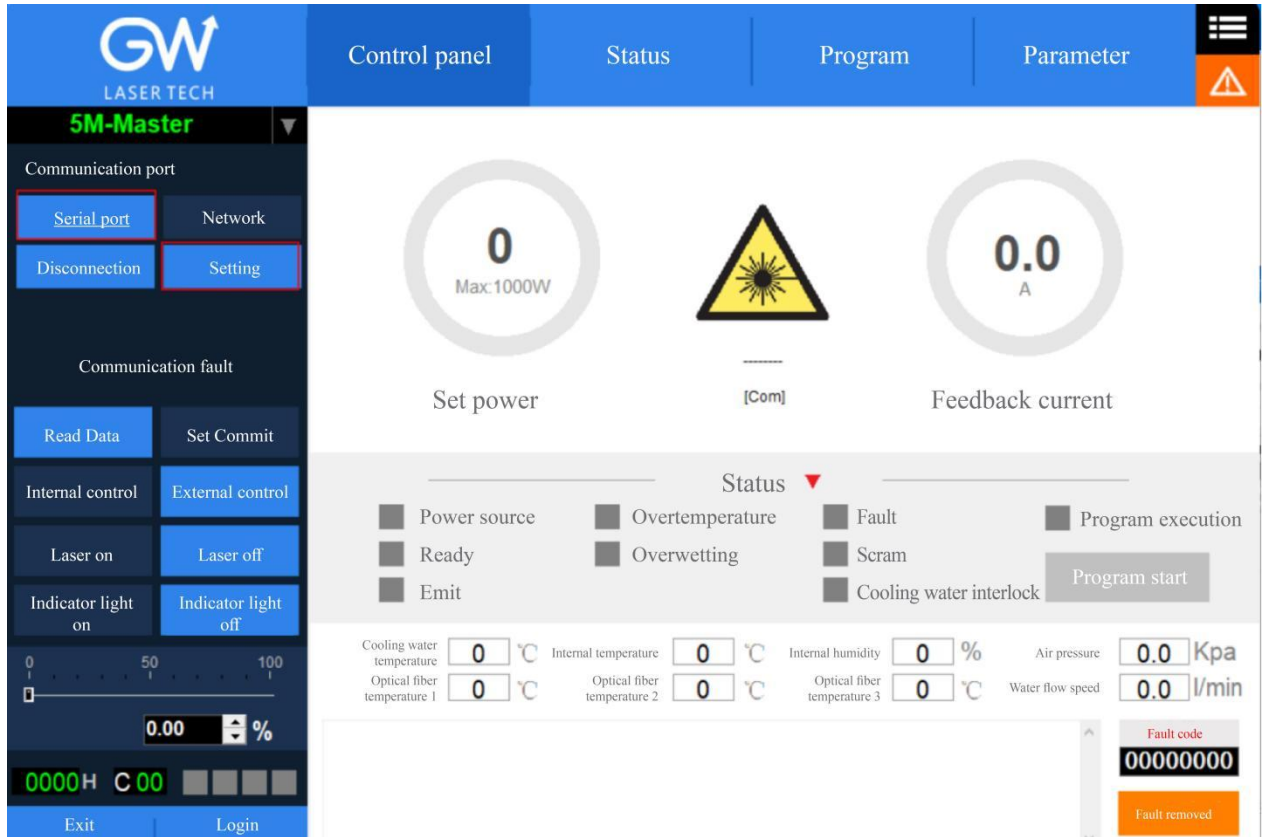 GW
LASER TECH
Control panel
Status
Program
Parameter
5M-Master
Communication port
Serial port
Network
Disconnection
Setting
Communication fault
Read Data
Set Commit
Internal control
External control
Laser on
Laser off
Indicator light
on
Indicator light
off
0 50 100
0.00 %
0000 H C 00
Exit
Login
0
Max:1000W
Set power
--------
[Com]
0.0
A
Feedback current
Status
Power source
Overtemperature
Fault
Program execution
Ready
Overwetting
Scram
Program start
Emit
Cooling water interlock
Cooling water
temperature
0 °C
Internal temperature
0 °C
Internal humidity
0 %
Air pressure
0.0 Kpa
Optical fiber
temperature 1
0 °C
Optical fiber
temperature 2
0 °C
Optical fiber
temperature 3
0 °C
Water flow speed
0.0 l/min
Fault code
00000000
Fault removed